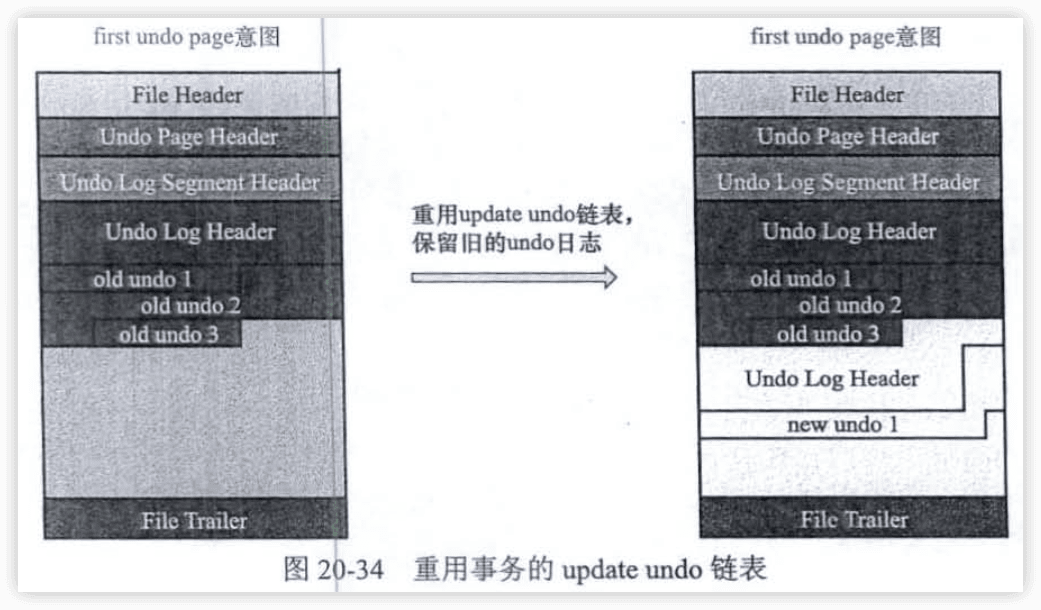 first undo page意图
File Header
Undo Page Header
Undo Log Segment Header
Undo Log Header
old undo 1
old undo 2
old undo 3
File Trailer
重用update undo链表，
保留旧的undo日志
first undo page意图
File Header
Undo Page Header
Undo Log Segment Header
Undo Log Header
old undo 1
old undo 2
old undo 3
Undo Log Header
new undo 1
File Trailer
图 20-34 重用事务的 update undo 链表